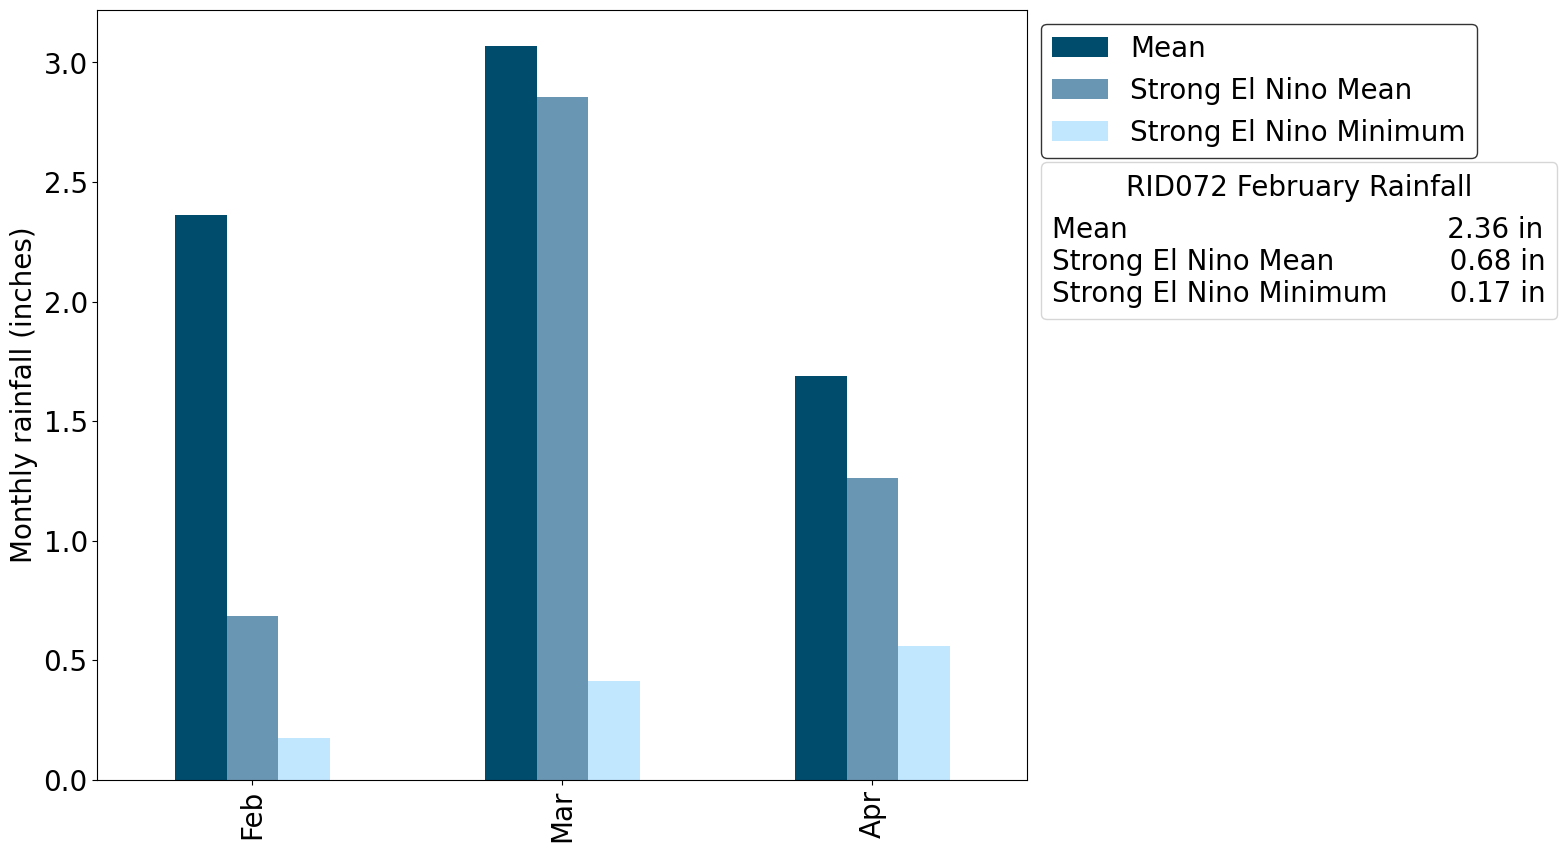 Monthly rainfall (inches)
3.0
2.5
2.0
1.5
1.0
0.5
0.0
Feb
Mar
Apr
Mean
Strong El Nino Mean
Strong El Nino Minimum
RID072 February Rainfall
Mean 2.36 in
Strong El Nino Mean 0.68 in
Strong El Nino Minimum 0.17 in